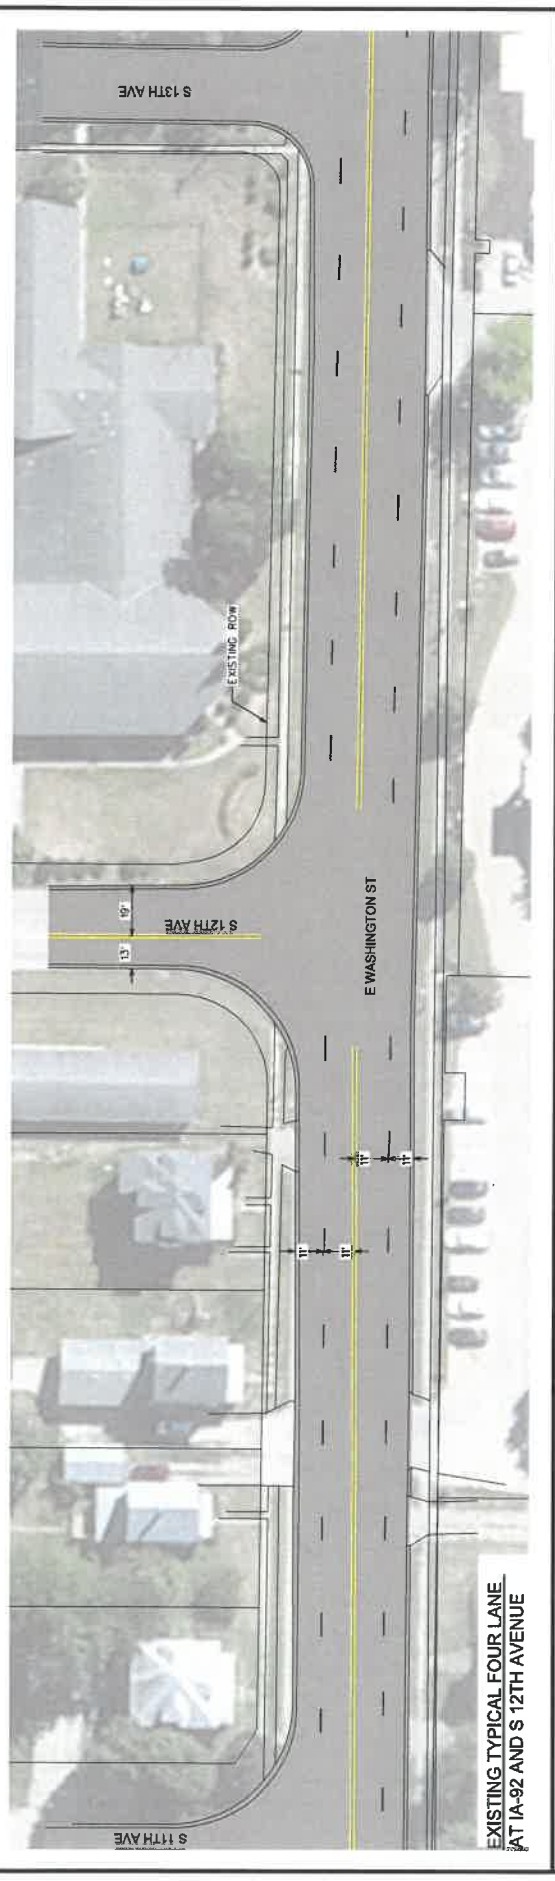 S 13TH AVE
EXISTING ROW
19'
13'
S 12TH AVE
E WASHINGTON ST
11'
11'
11'
11'
S 11TH AVE
EXISTING TYPICAL FOUR LANE
AT IA-92 AND S 12TH AVENUE